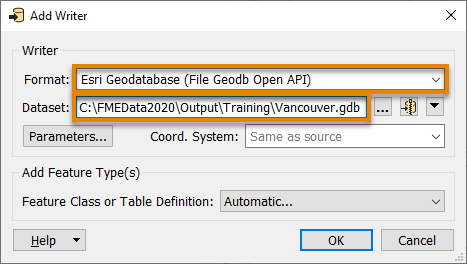 Add Writer
Writer
Format: Esri Geodatabase (File Geodb Open API)
Dataset: C:\FMEData2020\Output\Training\Vancouver.gdb ...
Parameters... Coord. System: Same as source
Add Feature Type(s)
Feature Class or Table Definition: Automatic...
Help OK Cancel